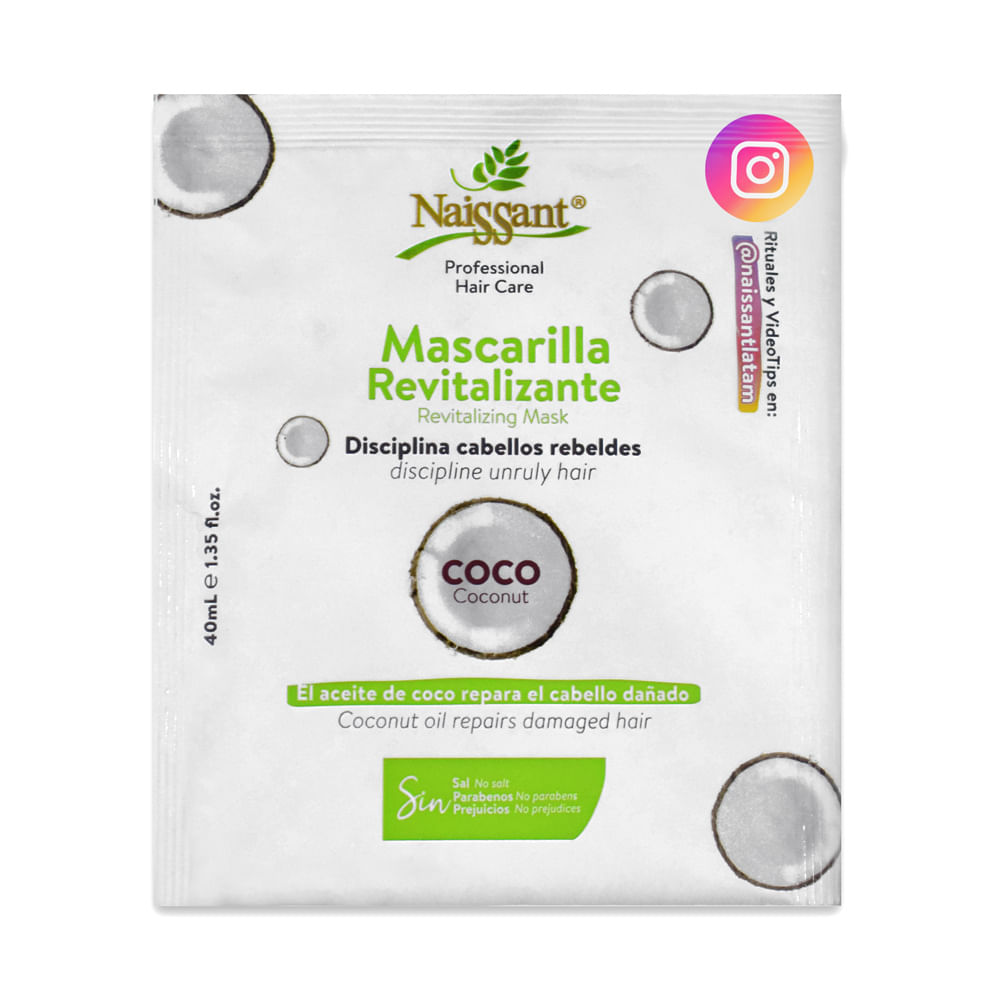 Naissant®
Professional
Hair Care
Mascarilla
Revitalizante
Revitalizing Mask
Disciplina cabellos rebeldes
discipline unruly hair
COCO
Coconut
El aceite de coco repara el cabello dañado
Coconut oil repairs damaged hair
Sin
Sal No salt
Parabenos No parabens
Prejuicios No prejudices
40mL e 1.35 fl.oz.
Rituales y VideoTips en:
@naissantlatam